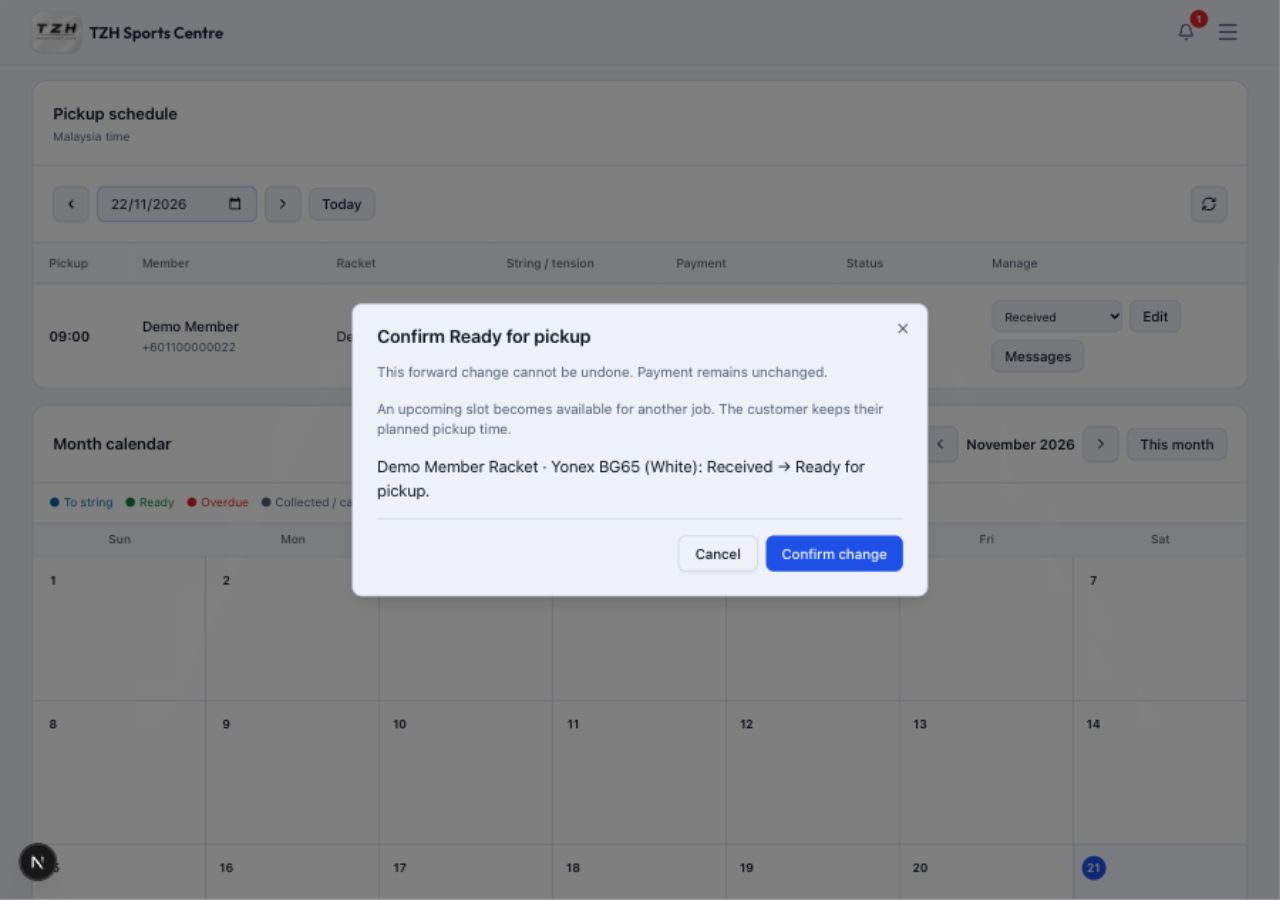 TZH
TZH Sports Centre
1
Pickup schedule
Malaysia time
22/11/2026
Today
Pickup
Member
Racket
String / tension
Payment
Status
Manage
09:00
Demo Member
+601100000022
De
Received
Edit
Messages
Confirm Ready for pickup
This forward change cannot be undone. Payment remains unchanged.
An upcoming slot becomes available for another job. The customer keeps their
planned pickup time.
Demo Member Racket · Yonex BG65 (White): Received → Ready for
pickup.
Cancel
Confirm change
Month calendar
November 2026
This month
To string
Ready
Overdue
Collected / ca
Sun
Mon
Fri
Sat
1
2
7
8
9
10
11
12
13
14
N
16
17
18
19
20
21